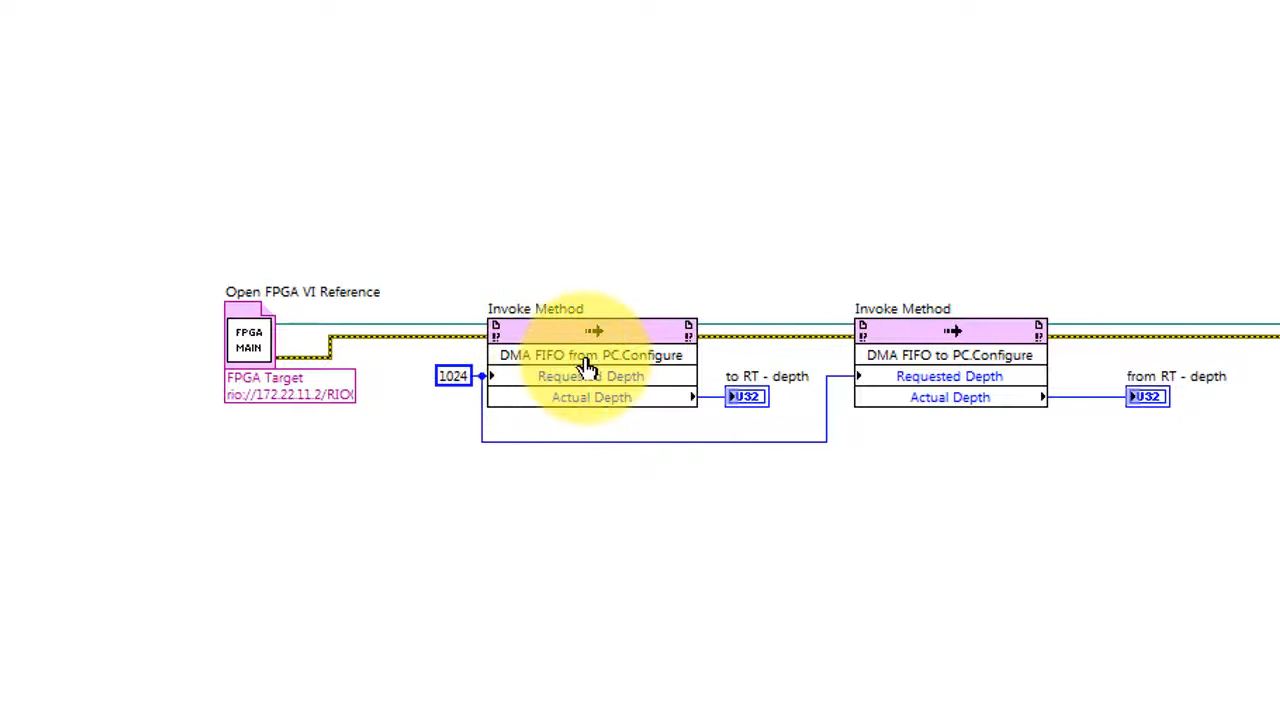 Open FPGA VI Reference
FPGA
MAIN
FPGA Target
rio://172.22.11.2/RIO
1024
Invoke Method
DMA FIFO from PC.Configure
Requested Depth
Actual Depth
to RT - depth
U32
Invoke Method
DMA FIFO to PC.Configure
Requested Depth
Actual Depth
from RT - depth
U32